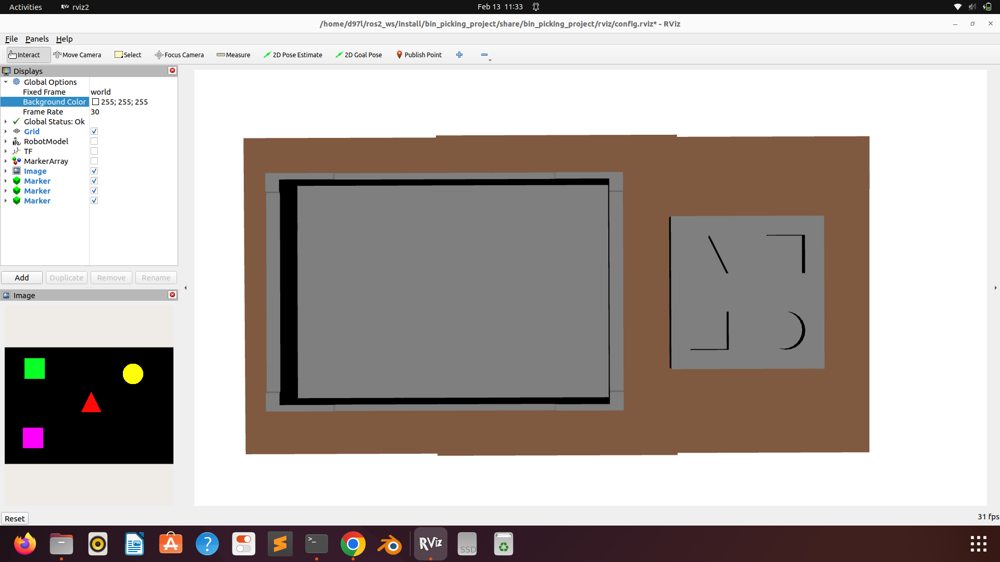 Activities RViz rviz2 Feb 13 11:33
/home/d97l/ros2_ws/install/bin_picking_project/share/bin_picking_project/rviz/config.rviz* - RViz
File Panels Help
Interact Move Camera Select Focus Camera Measure 2D Pose Estimate 2D Goal Pose Publish Point
Displays
Global Options
Fixed Frame world
Background Color 255; 255; 255
Frame Rate 30
Global Status: Ok
Grid
RobotModel
TF
MarkerArray
Image
Marker
Marker
Marker
Add Duplicate Remove Rename
Image
Reset
31 fps
>_
?
RViz
SSD